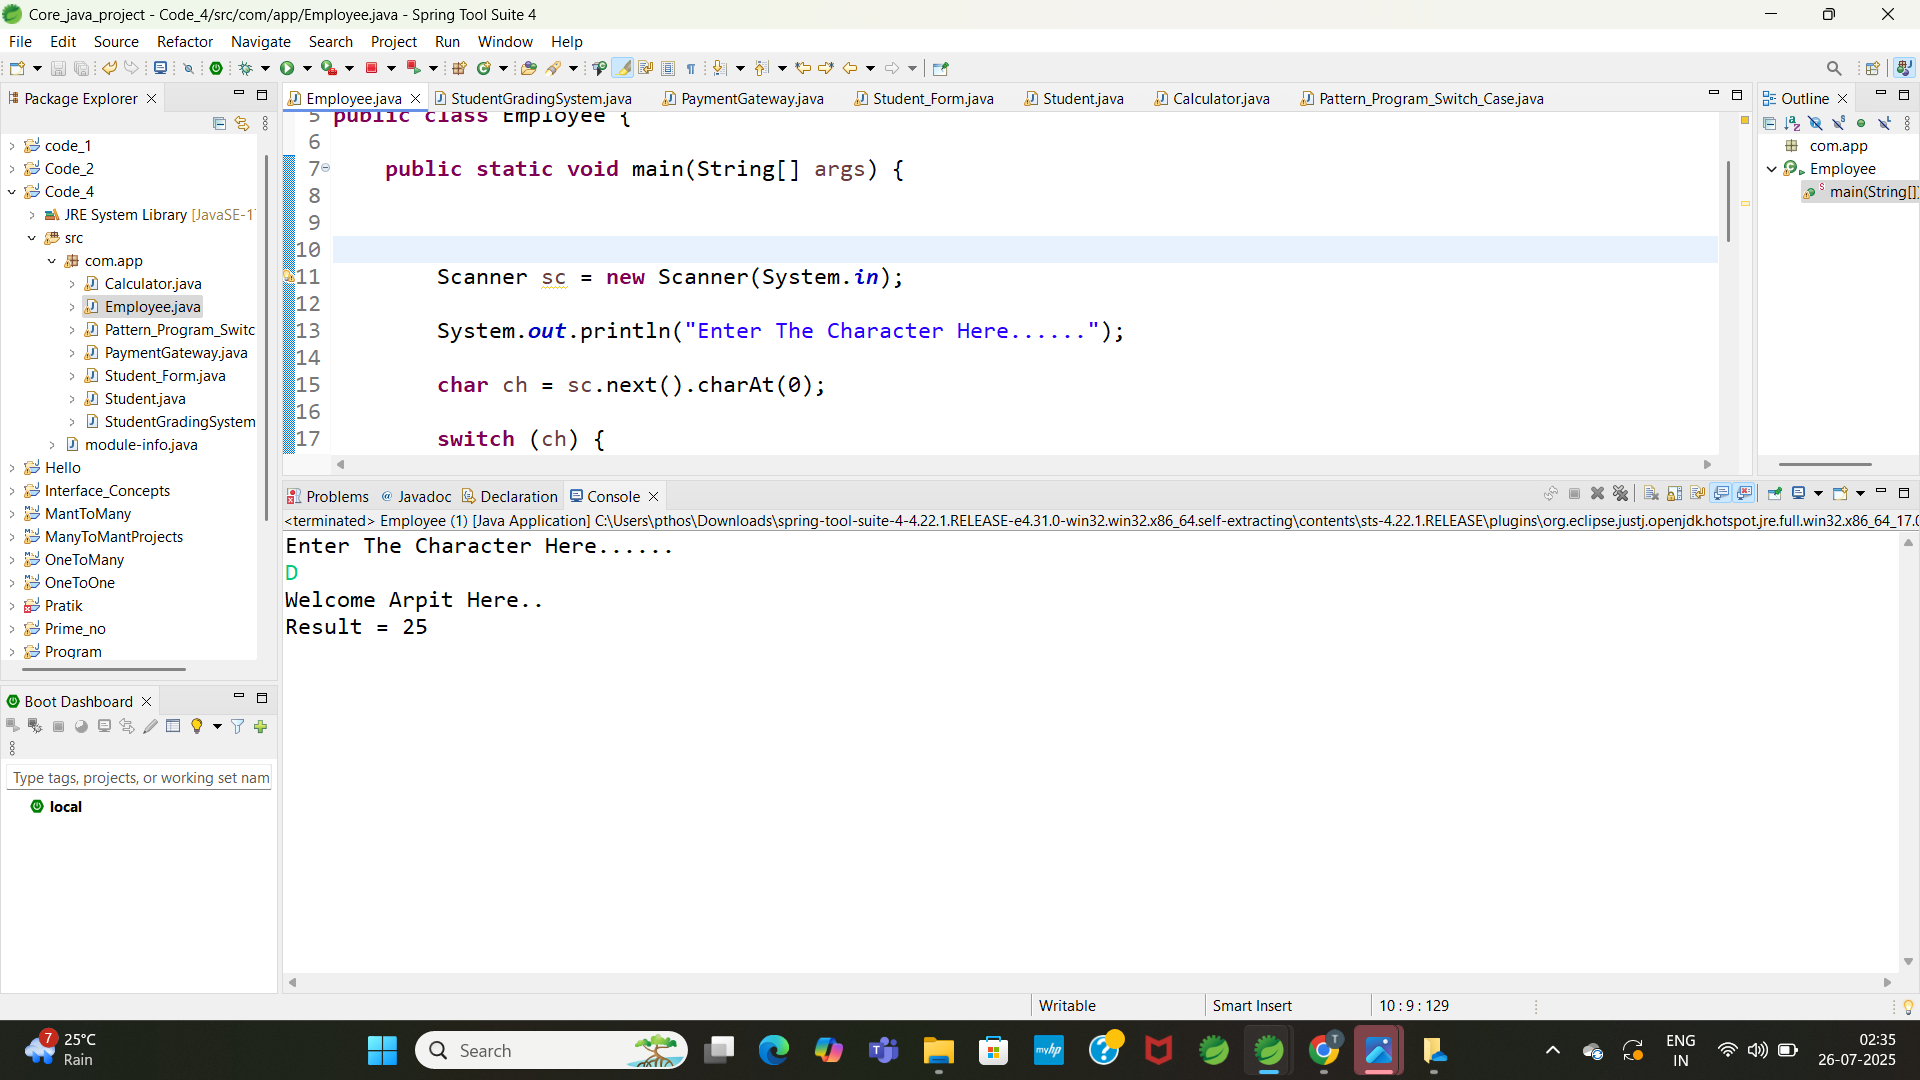 Core_java_project - Code_4/src/com/app/Employee.java - Spring Tool Suite 4
File Edit Source Refactor Navigate Search Project Run Window Help
Package Explorer
code_1
Code_2
Code_4
JRE System Library [JavaSE-1
src
com.app
Calculator.java
Employee.java
Pattern_Program_Switc
PaymentGateway.java
Student_Form.java
Student.java
StudentGradingSystem
module-info.java
Hello
Interface_Concepts
MantToMany
ManyToMantProjects
OneToMany
OneToOne
Pratik
Prime_no
Program
Boot Dashboard
Type tags, projects, or working set nam
local
Employee.java StudentGradingSystem.java PaymentGateway.java Student_Form.java Student.java Calculator.java Pattern_Program_Switch_Case.java
5 public class Employee {
6
7 public static void main(String[] args) {
8
9
10
11 Scanner sc = new Scanner(System.in);
12
13 System.out.println("Enter The Character Here......");
14
15 char ch = sc.next().charAt(0);
16
17 switch (ch) {
Outline
com.app
Employee
main(String[]
Problems @ Javadoc Declaration Console
<terminated> Employee (1) [Java Application] C:\Users\pthos\Downloads\spring-tool-suite-4-4.22.1.RELEASE-e4.31.0-win32.win32.x86_64.self-extracting\contents\sts-4.22.1.RELEASE\plugins\org.eclipse.justj.openjdk.hotspot.jre.full.win32.x86_64_17.0
Enter The Character Here......
D
Welcome Arpit Here..
Result = 25
Writable Smart Insert 10 : 9 : 129
7
25°C
Rain
Search
myhp
T
ENG
IN
02:35
26-07-2025